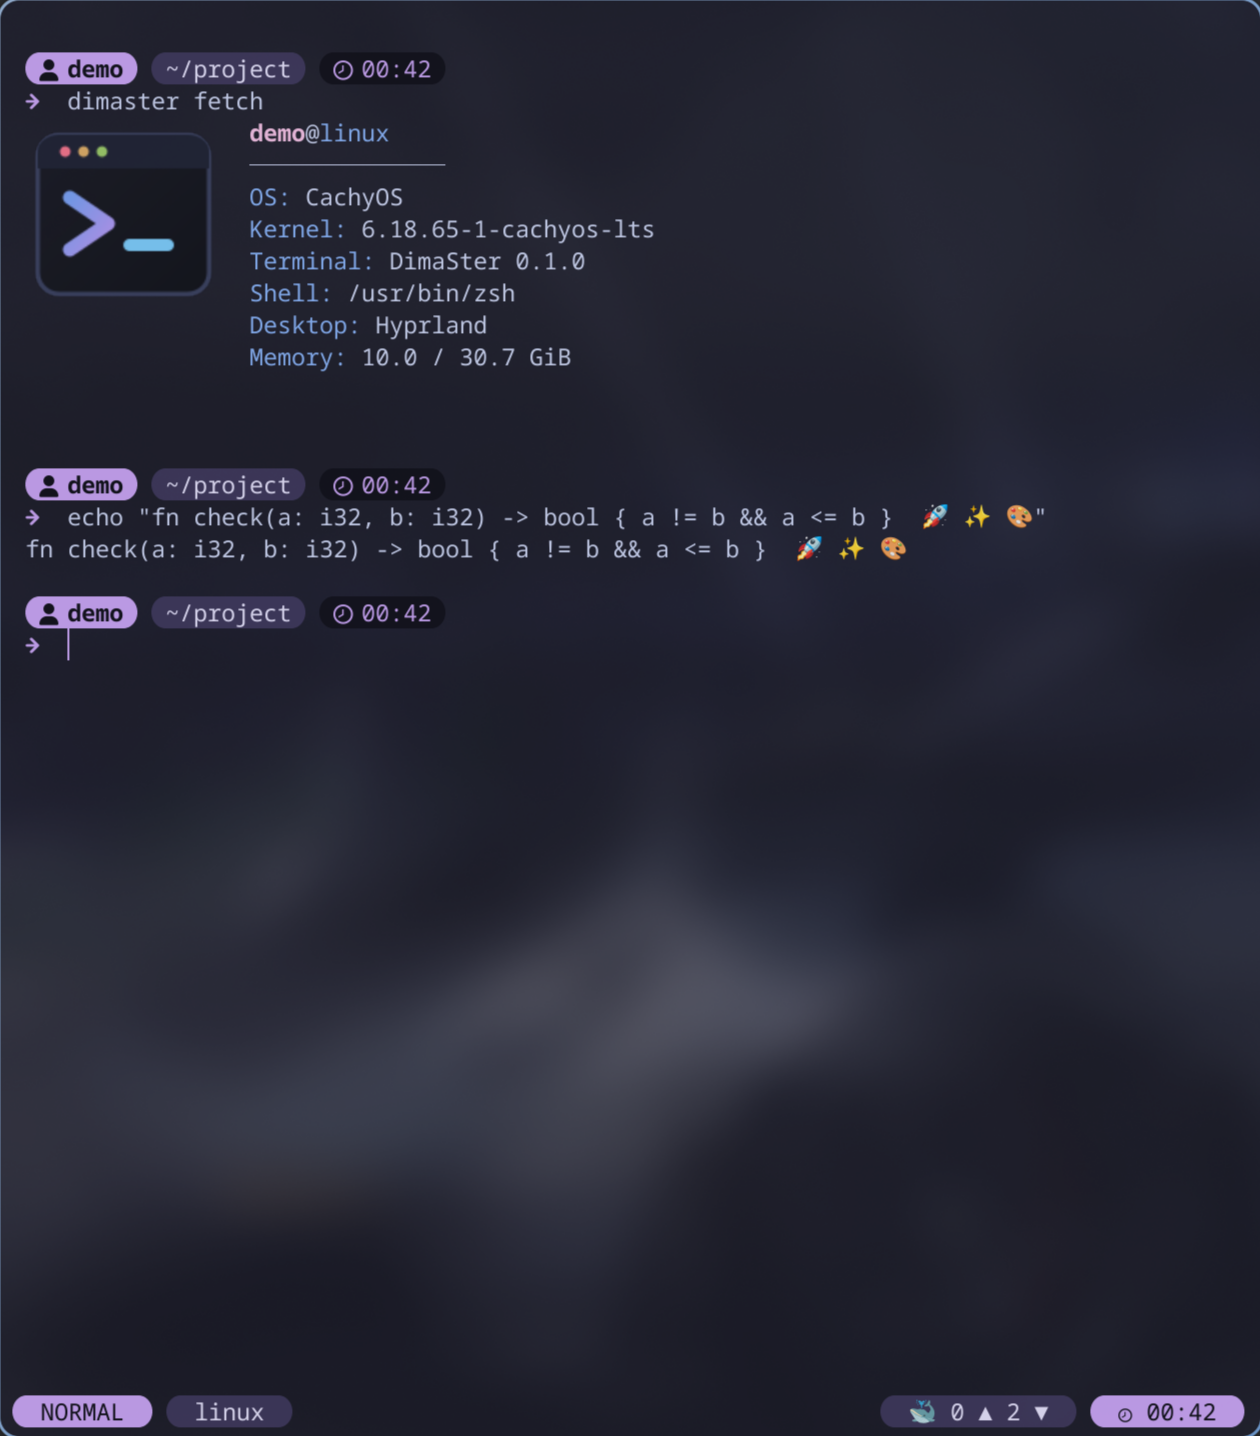 demo ~/project 00:42
➜ dimaster fetch
demo@linux
OS: CachyOS
Kernel: 6.18.65-1-cachyos-lts
Terminal: DimaSter 0.1.0
Shell: /usr/bin/zsh
Desktop: Hyprland
Memory: 10.0 / 30.7 GiB
demo ~/project 00:42
➜ echo "fn check(a: i32, b: i32) -> bool { a != b && a <= b }  🚀 ✨ 🎨"
fn check(a: i32, b: i32) -> bool { a != b && a <= b }  🚀 ✨ 🎨
demo ~/project 00:42
➜
NORMAL linux 🐳 0 ▲ 2 ▼ 00:42